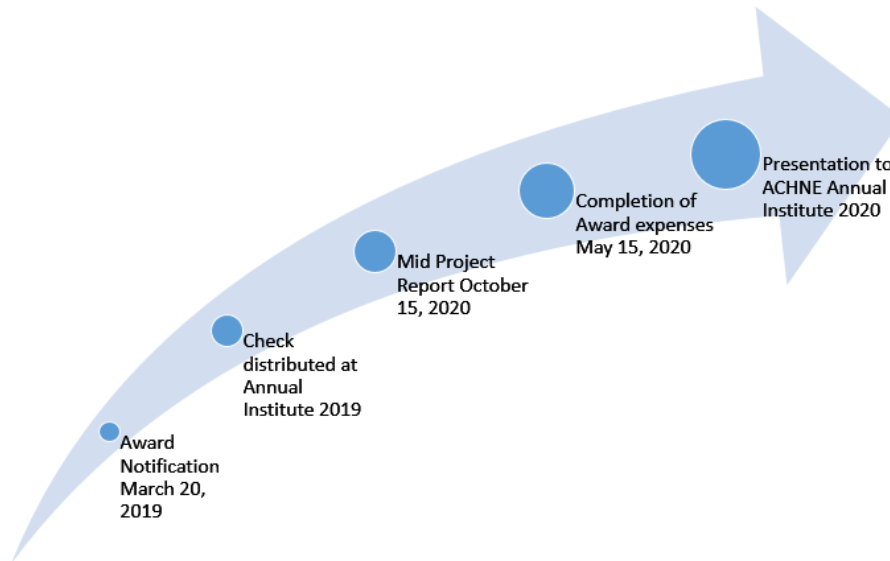 Award
Notification
March 20,
2019
Check
distributed at
Annual
Institute 2019
Mid Project
Report October
15, 2020
Completion of
Award expenses
May 15, 2020
Presentation to
ACHNE Annual
Institute 2020